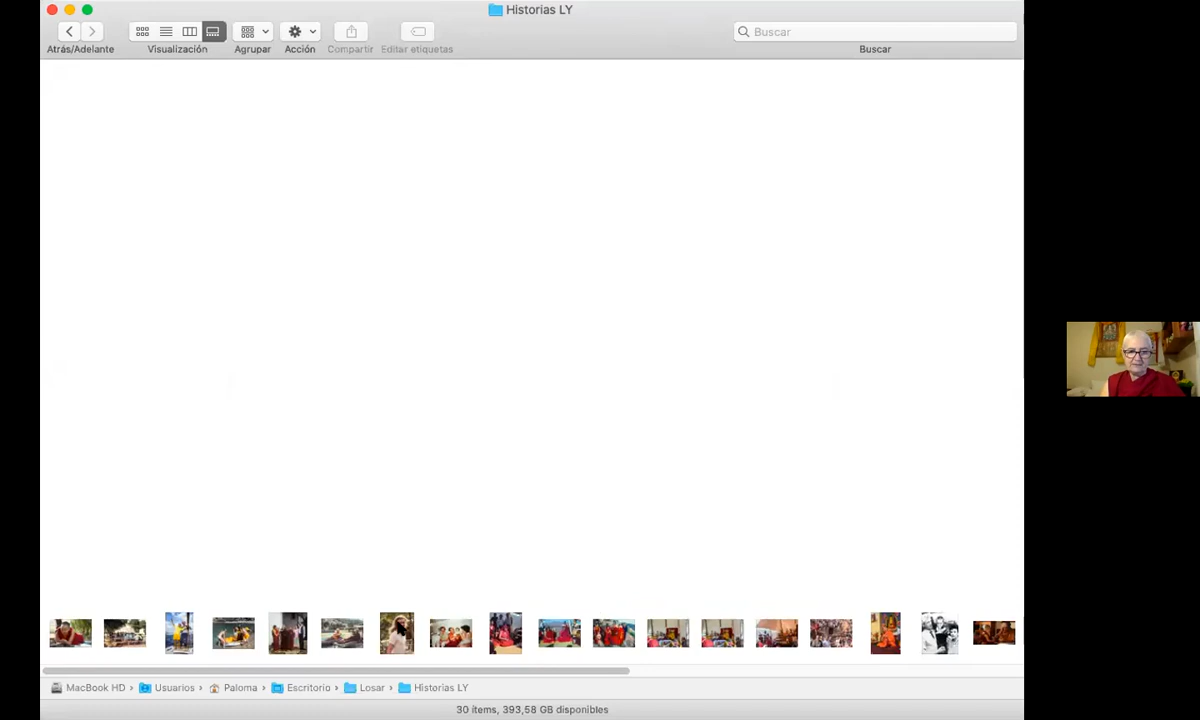 Historias LY
Buscar
Atrás/Adelante Visualización Agrupar Acción Compartir Editar etiquetas Buscar
MacBook HD › Usuarios › Paloma › Escritorio › Losar › Historias LY
30 ítems, 393,58 GB disponibles